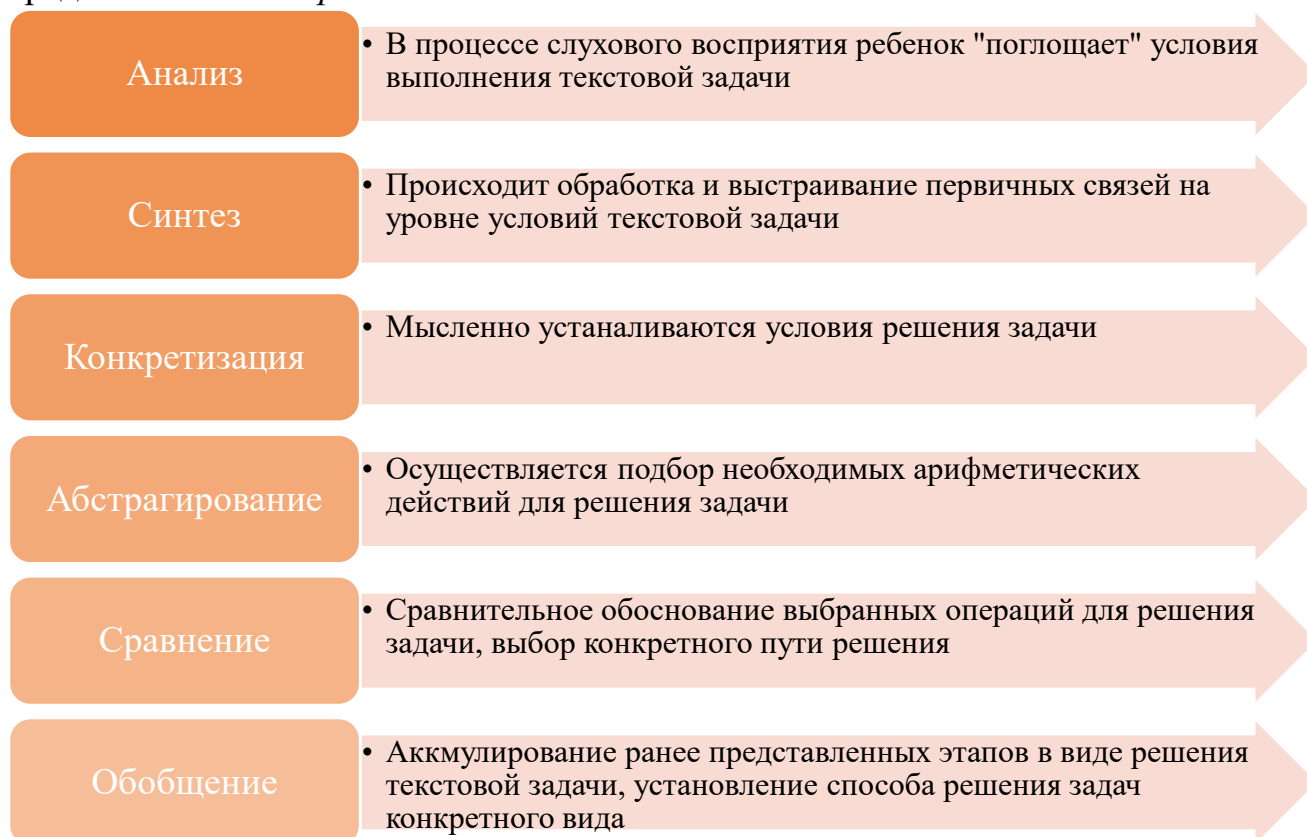 Анализ
• В процессе слухового восприятия ребенок "поглощает" условия
выполнения текстовой задачи
Синтез
• Происходит обработка и выстраивание первичных связей на
уровне условий текстовой задачи
Конкретизация
• Мысленно устаналиваются условия решения задачи
Абстрагирование
• Осуществляется подбор необходимых арифметических
действий для решения задачи
Сравнение
• Сравнительное обоснование выбранных операций для решения
задачи, выбор конкретного пути решения
Обобщение
• Аккмулирование ранее представленных этапов в виде решения
текстовой задачи, установление способа решения задач
конкретного вида